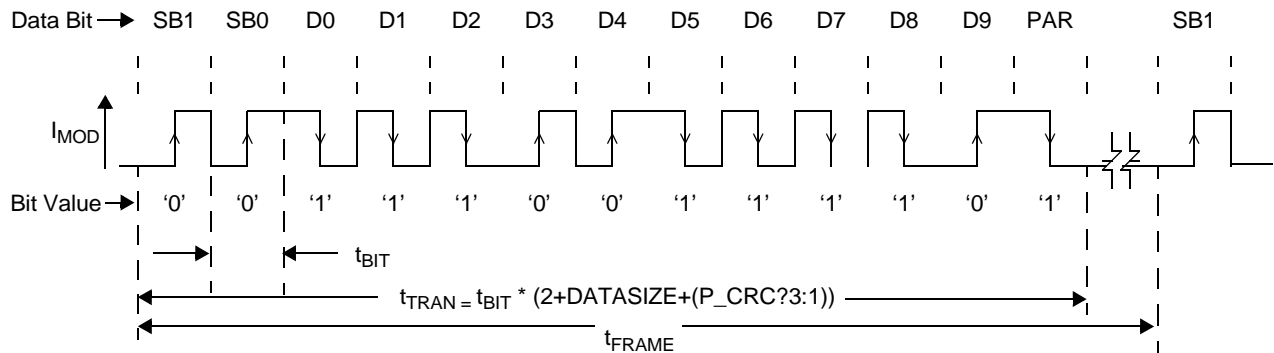 Data Bit SB1 SB0 D0 D1 D2 D3 D4 D5 D6 D7 D8 D9 PAR SB1
IMOD
Bit Value ‘0’ ‘0’ ‘1’ ‘1’ ‘1’ ‘0’ ‘0’ ‘1’ ‘1’ ‘1’ ‘1’ ‘0’ ‘1’
tBIT
tTRAN = tBIT * (2+DATASIZE+(P_CRC?3:1))
tFRAME